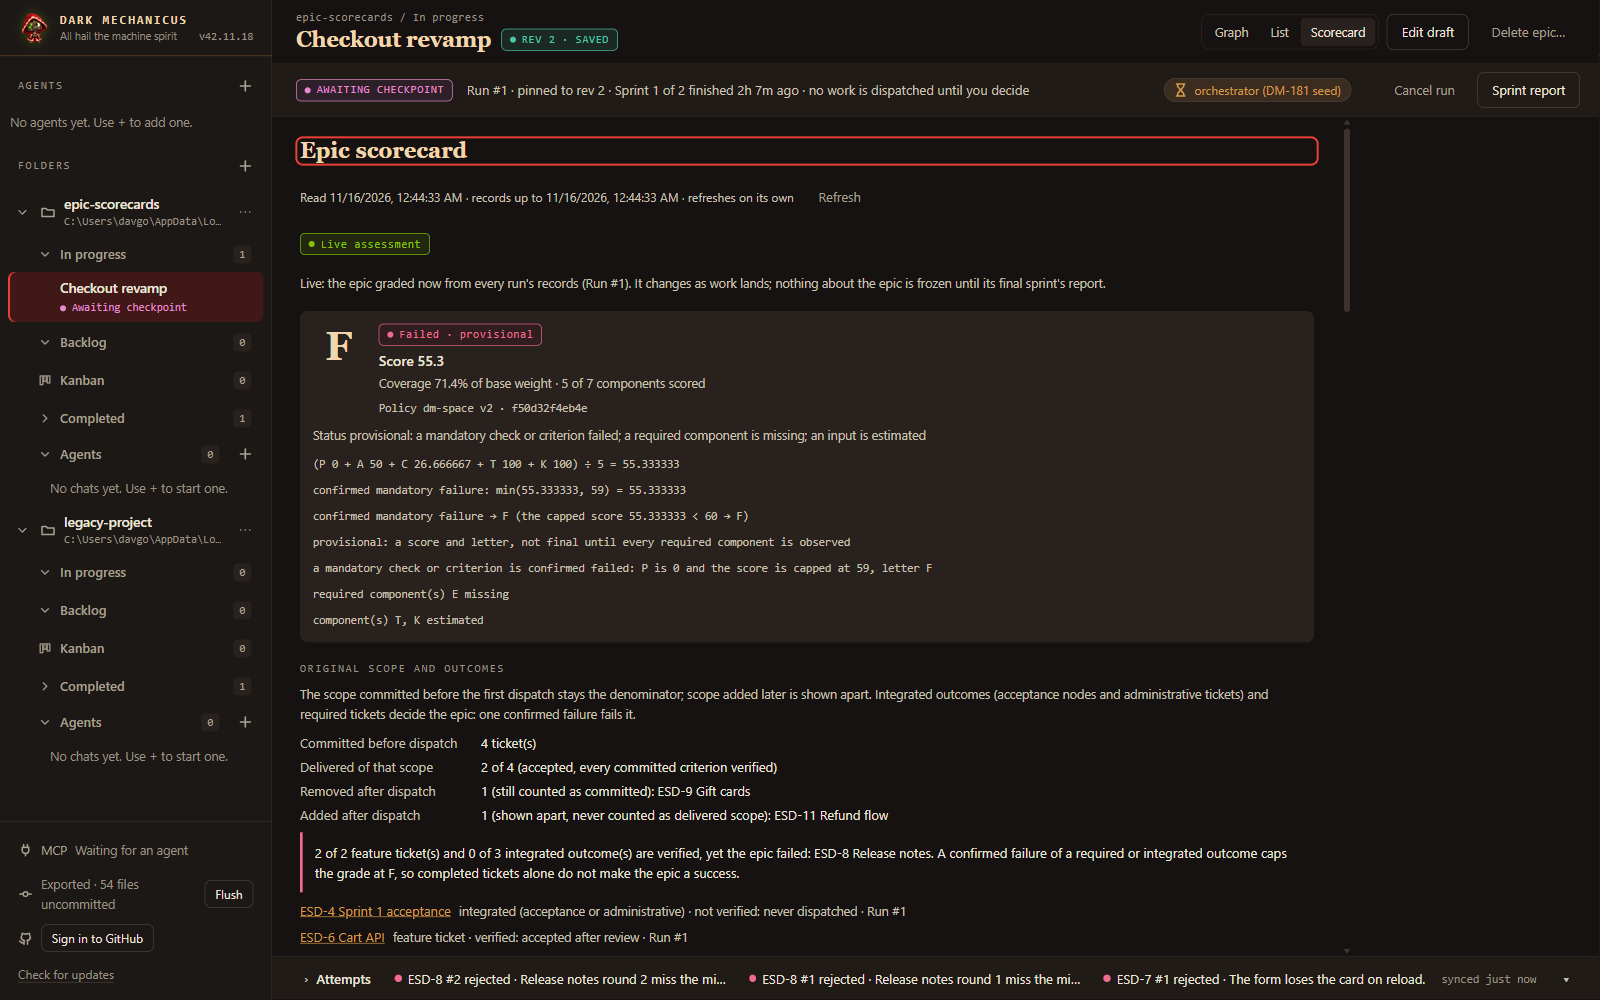 DARK MECHANICUS
All hail the machine spirit v42.11.18
AGENTS
No agents yet. Use + to add one.
FOLDERS
epic-scorecards
C:\Users\davgo\AppData\Lo…
In progress 1
Checkout revamp
Awaiting checkpoint
Backlog 0
Kanban 0
Completed 1
Agents 0
No chats yet. Use + to start one.
legacy-project
C:\Users\davgo\AppData\Lo…
In progress 0
Backlog 0
Kanban 0
Completed 1
Agents 0
No chats yet. Use + to start one.
MCP Waiting for an agent
Exported · 54 files
uncommitted
Flush
Sign in to GitHub
Check for updates
epic-scorecards / In progress
Checkout revamp
REV 2 · SAVED
Graph
List
Scorecard
Edit draft
Delete epic…
AWAITING CHECKPOINT
Run #1 · pinned to rev 2 · Sprint 1 of 2 finished 2h 7m ago · no work is dispatched until you decide
orchestrator (DM-181 seed)
Cancel run
Sprint report
Epic scorecard
Read 11/16/2026, 12:44:33 AM · records up to 11/16/2026, 12:44:33 AM · refreshes on its own
Refresh
Live assessment
Live: the epic graded now from every run's records (Run #1). It changes as work lands; nothing about the epic is frozen until its final sprint's report.
F
Failed · provisional
Score 55.3
Coverage 71.4% of base weight · 5 of 7 components scored
Policy dm-space v2 · f50d32f4eb4e
Status provisional: a mandatory check or criterion failed; a required component is missing; an input is estimated
(P 0 + A 50 + C 26.666667 + T 100 + K 100) ÷ 5 = 55.333333
confirmed mandatory failure: min(55.333333, 59) = 55.333333
confirmed mandatory failure → F (the capped score 55.333333 < 60 → F)
provisional: a score and letter, not final until every required component is observed
a mandatory check or criterion is confirmed failed: P is 0 and the score is capped at 59, letter F
required component(s) E missing
component(s) T, K estimated
ORIGINAL SCOPE AND OUTCOMES
The scope committed before the first dispatch stays the denominator; scope added later is shown apart. Integrated outcomes (acceptance nodes and administrative tickets) and
required tickets decide the epic: one confirmed failure fails it.
Committed before dispatch 4 ticket(s)
Delivered of that scope 2 of 4 (accepted, every committed criterion verified)
Removed after dispatch 1 (still counted as committed): ESD-9 Gift cards
Added after dispatch 1 (shown apart, never counted as delivered scope): ESD-11 Refund flow
2 of 2 feature ticket(s) and 0 of 3 integrated outcome(s) are verified, yet the epic failed: ESD-8 Release notes. A confirmed failure of a required or integrated outcome caps
the grade at F, so completed tickets alone do not make the epic a success.
ESD-4 Sprint 1 acceptance integrated (acceptance or administrative) · not verified: never dispatched · Run #1
ESD-6 Cart API feature ticket · verified: accepted after review · Run #1
Attempts
ESD-8 #2 rejected · Release notes round 2 miss the mi…
ESD-8 #1 rejected · Release notes round 1 miss the mi…
ESD-7 #1 rejected · The form loses the card on reload.
synced just now